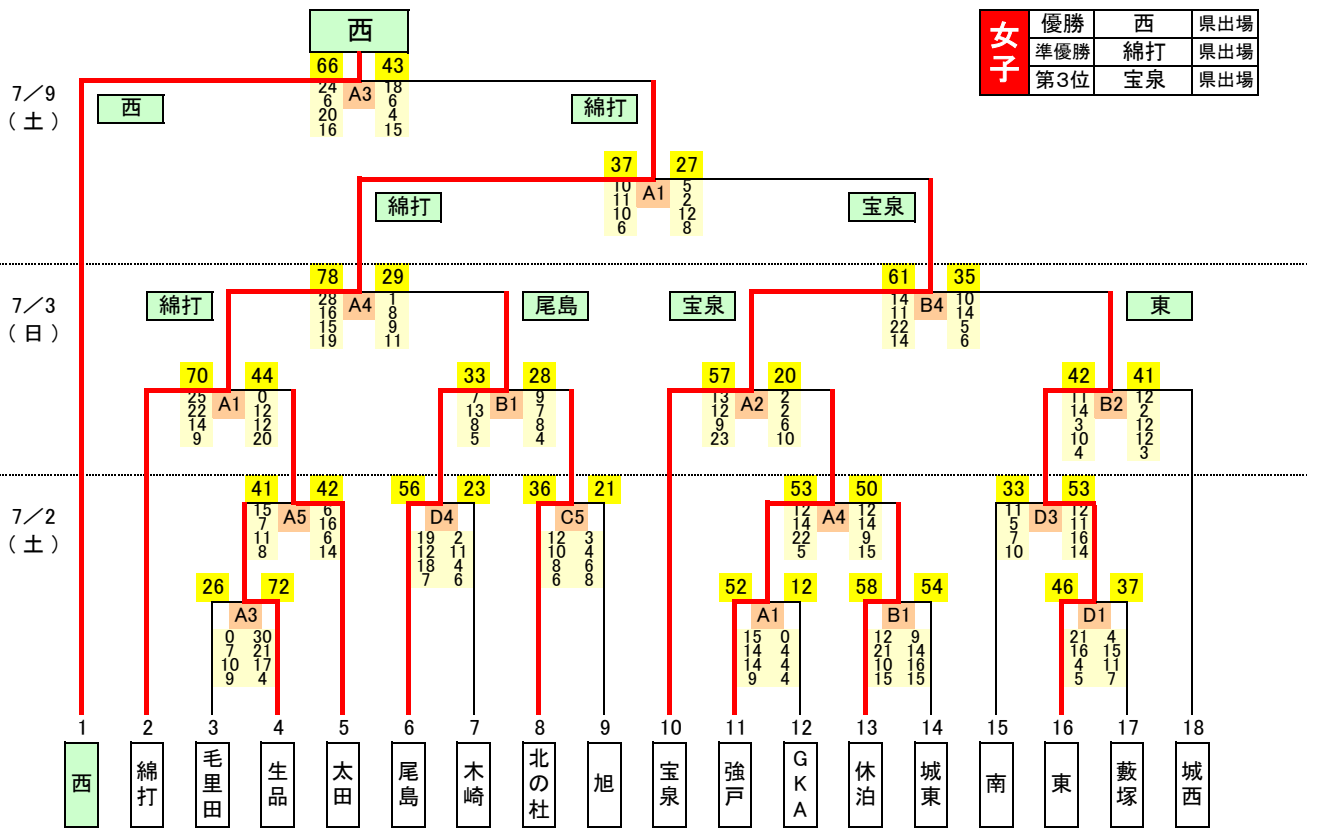 西
女子
優勝 西 県出場
準優勝 綿打 県出場
第3位 宝泉 県出場
66 43
7／9
（土）
24 A3 18
6 6
20 4
16 15
西
綿打
37 27
10 A1 5
11 2
10 12
6 8
綿打
宝泉
78 29
61 35
7／3
（日）
綿打
28 A4 1
16 8
15 9
19 11
尾島
宝泉
14 B4 10
11 14
22 5
14 6
東
70 44
25 A1 0
22 12
14 12
9 20
33 28
7 B1 9
13 7
8 8
5 4
57 20
13 A2 2
12 2
9 6
23 10
42 41
11 B2 12
14 2
3 12
10 12
4 3
7／2
（土）
41 42
15 A5 6
7 16
11 6
8 14
56 23
D4
19 2
12 11
18 4
7 6
36 21
C5
12 3
10 4
8 6
6 8
53 50
12 A4 12
14 14
22 9
5 15
33 53
11 D3 12
5 11
7 16
10 14
26 72
A3
0 30
7 21
10 17
9 4
52 12
A1
15 0
14 4
14 4
9 4
58 54
B1
12 9
21 14
10 16
15 15
46 37
D1
21 4
16 15
4 11
5 7
1 2 3 4 5 6 7 8 9 10 11 12 13 14 15 16 17 18
西
綿打
毛里田
生品
太田
尾島
木崎
北の杜
旭
宝泉
強戸
GKA
休泊
城東
南
東
藪塚
城西